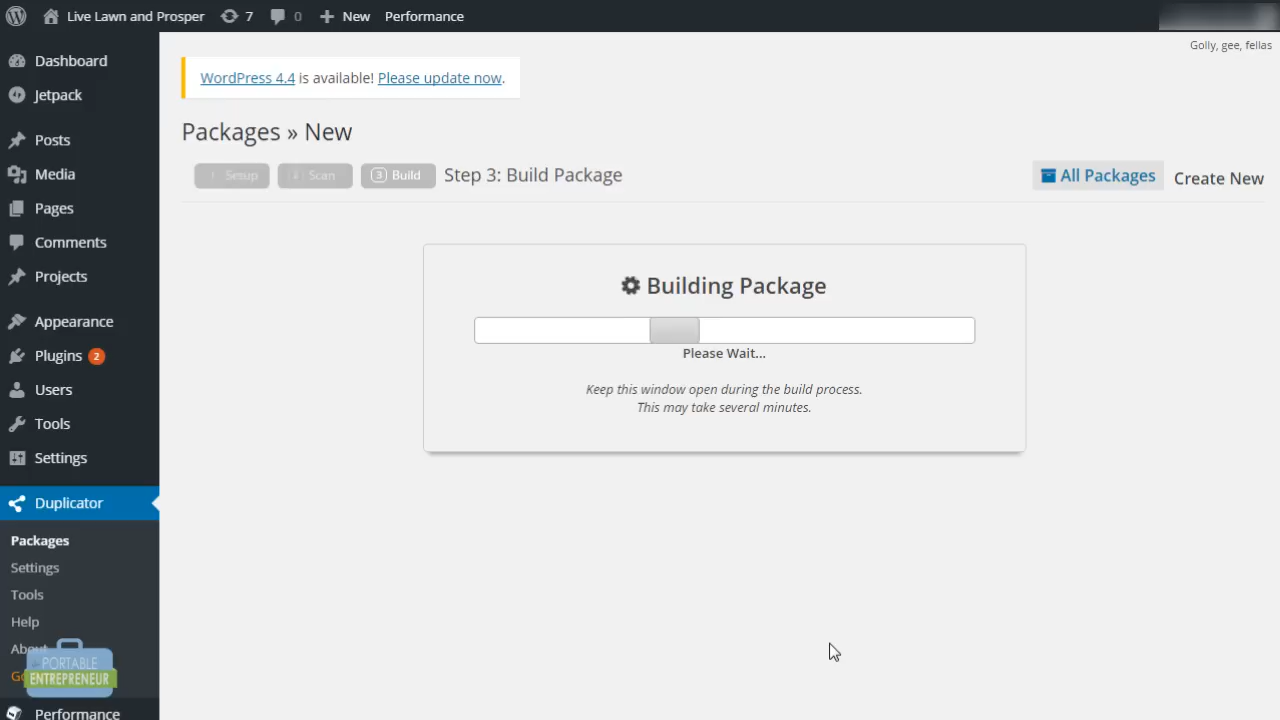 Live Lawn and Prosper 7 0 New Performance
Golly, gee, fellas
Dashboard
Jetpack
Posts
Media
Pages
Comments
Projects
Appearance
Plugins 2
Users
Tools
Settings
Duplicator
Packages
Settings
Tools
Help
About
PORTABLE
ENTREPRENEUR
Performance
WordPress 4.4 is available! Please update now.
Packages » New
1 Setup 2 Scan 3 Build Step 3: Build Package
All Packages Create New
Building Package
Please Wait...
Keep this window open during the build process.
This may take several minutes.